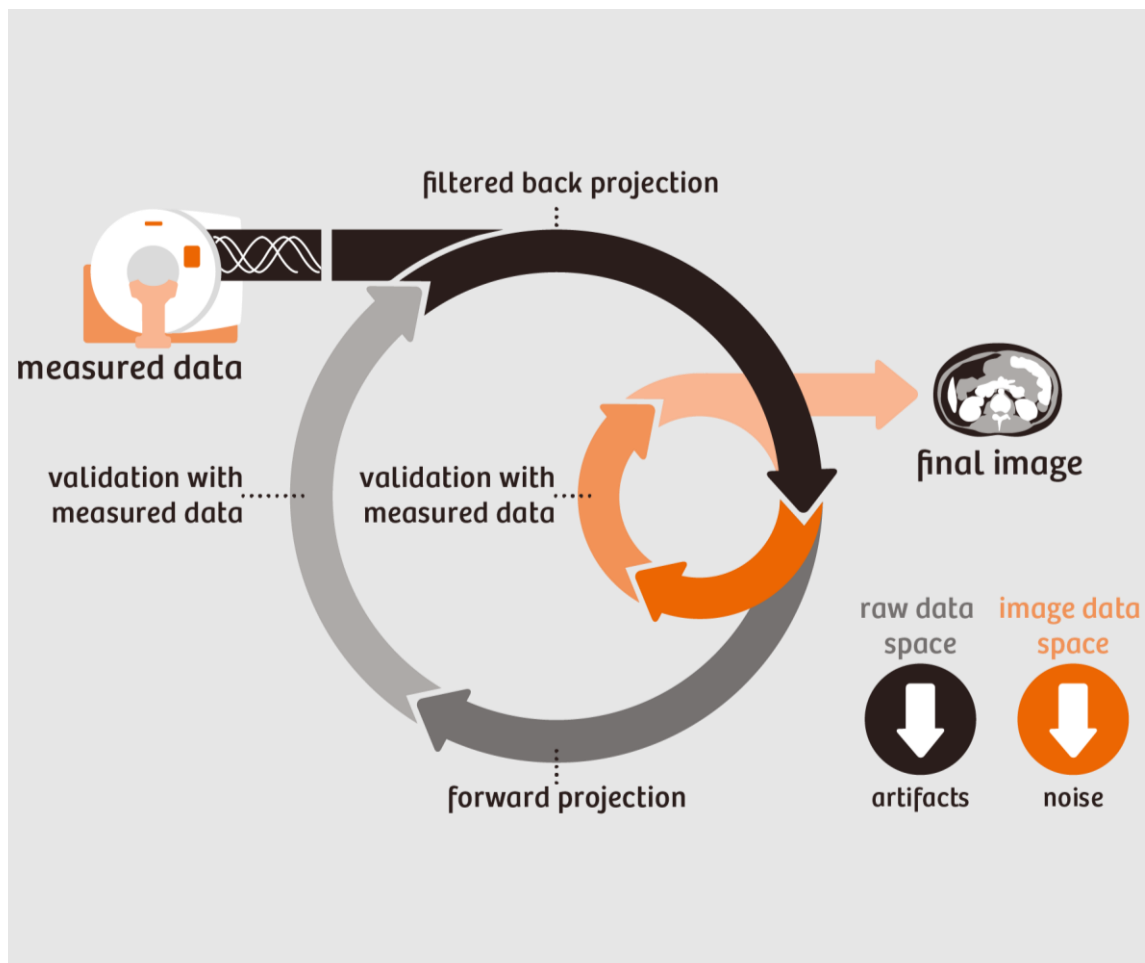 filtered back projection
measured data
validation with
measured data
validation with
measured data
final image
raw data
space
image data
space
forward projection
artifacts
noise